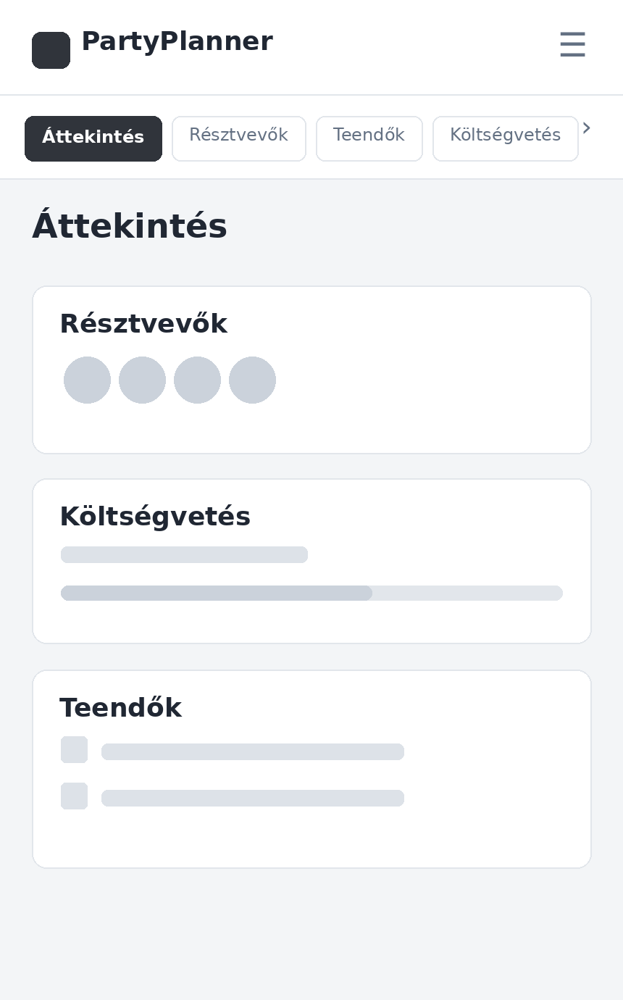 PartyPlanner ☰
Áttekintés Résztvevők Teendők Költségvetés ›
Áttekintés
Résztvevők
Költségvetés
Teendők